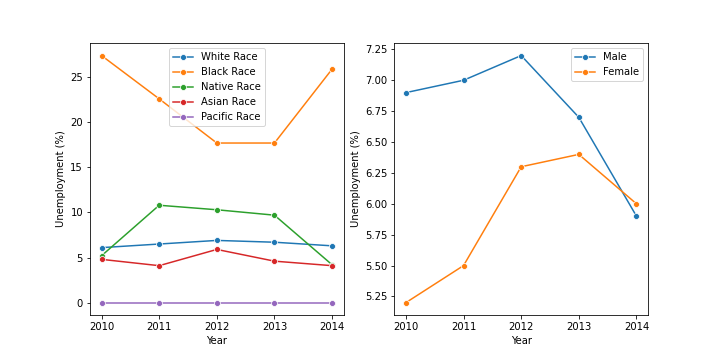 White Race
Black Race
Native Race
Asian Race
Pacific Race
Unemployment (%)
25
20
15
10
5
0
2010 2011 2012 2013 2014
Year
Male
Female
Unemployment (%)
7.25
7.00
6.75
6.50
6.25
6.00
5.75
5.50
5.25
2010 2011 2012 2013 2014
Year